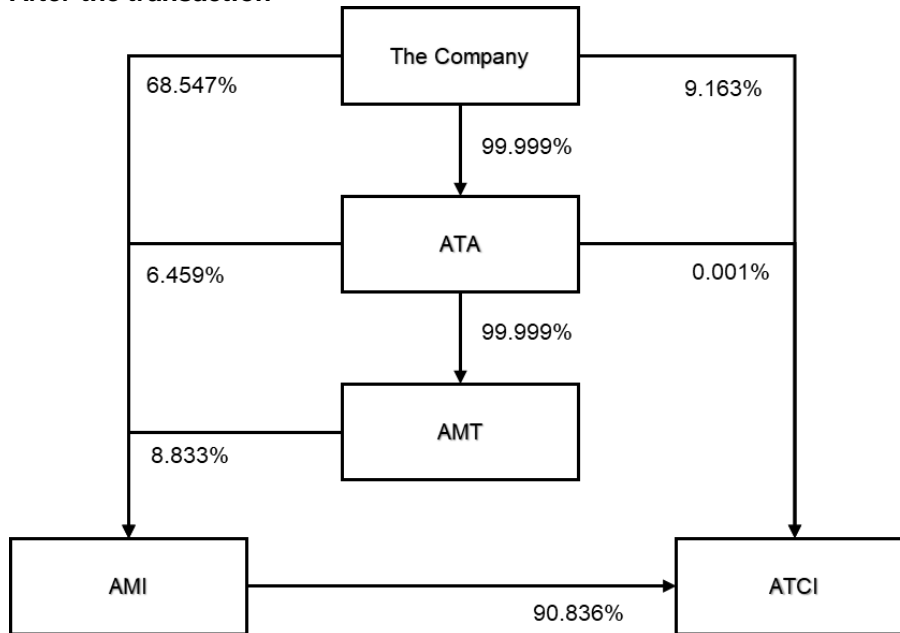 After the transaction
The Company
68.547%
9.163%
99.999%
ATA
6.459%
0.001%
99.999%
AMT
8.833%
AMI
ATCI
90.836%